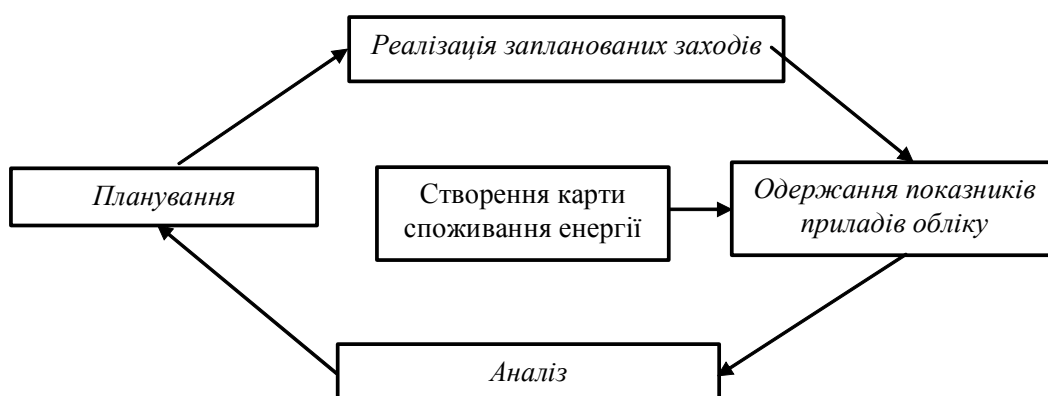 Реалізація запланованих заходів
Планування
Створення карти
споживання енергії
Одержання показників
приладів обліку
Аналіз